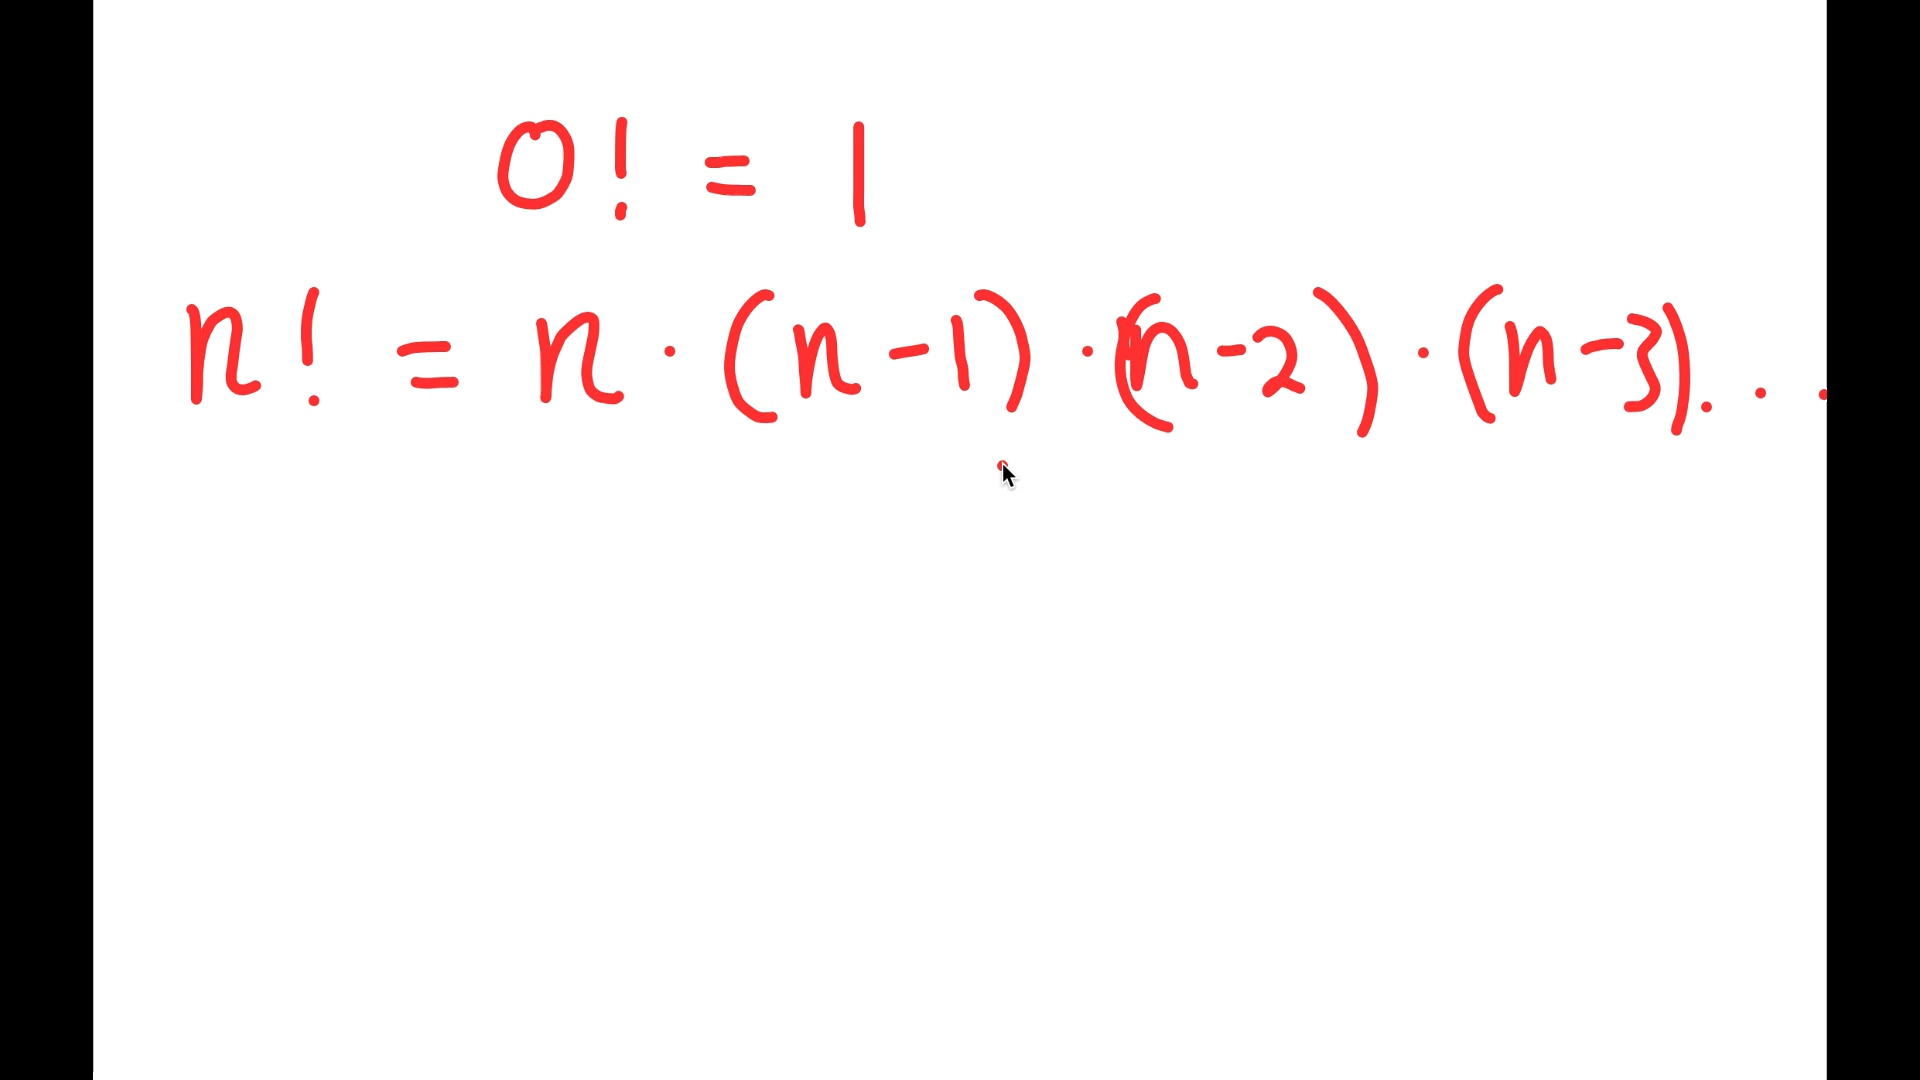 0! = 1
n! = n · (n-1) · (n-2) · (n-3) . . .